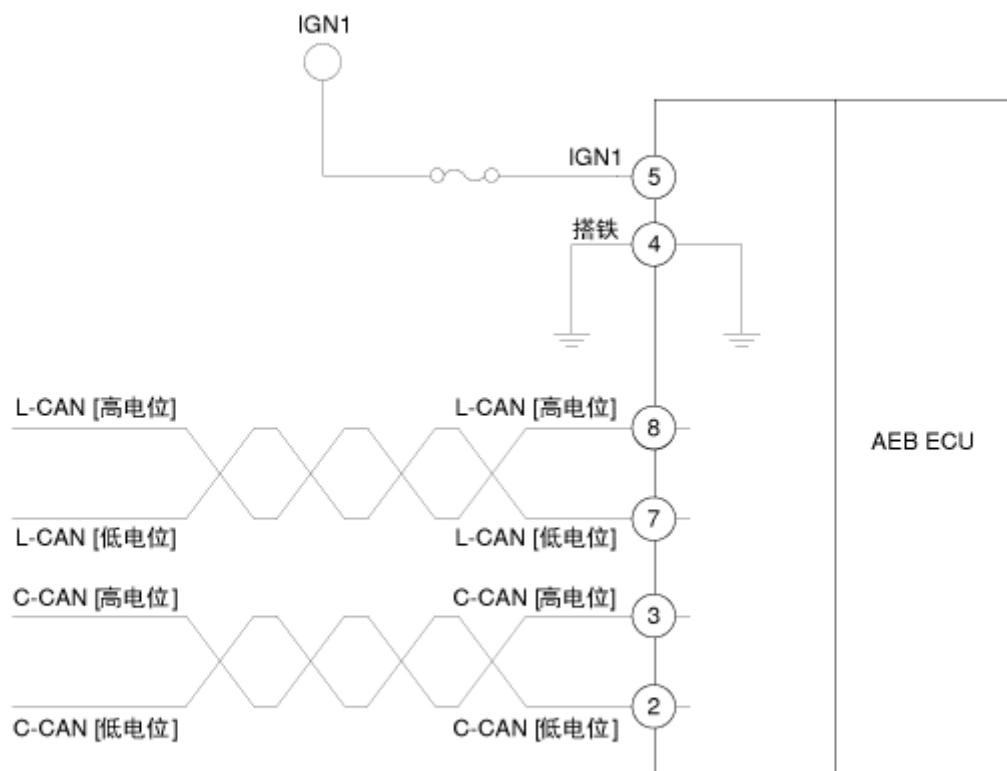 IGN1
IGN1
5
搭铁
4
L-CAN [高电位]
L-CAN [高电位]
8
AEB ECU
L-CAN [低电位]
L-CAN [低电位]
7
C-CAN [高电位]
C-CAN [高电位]
3
C-CAN [低电位]
C-CAN [低电位]
2